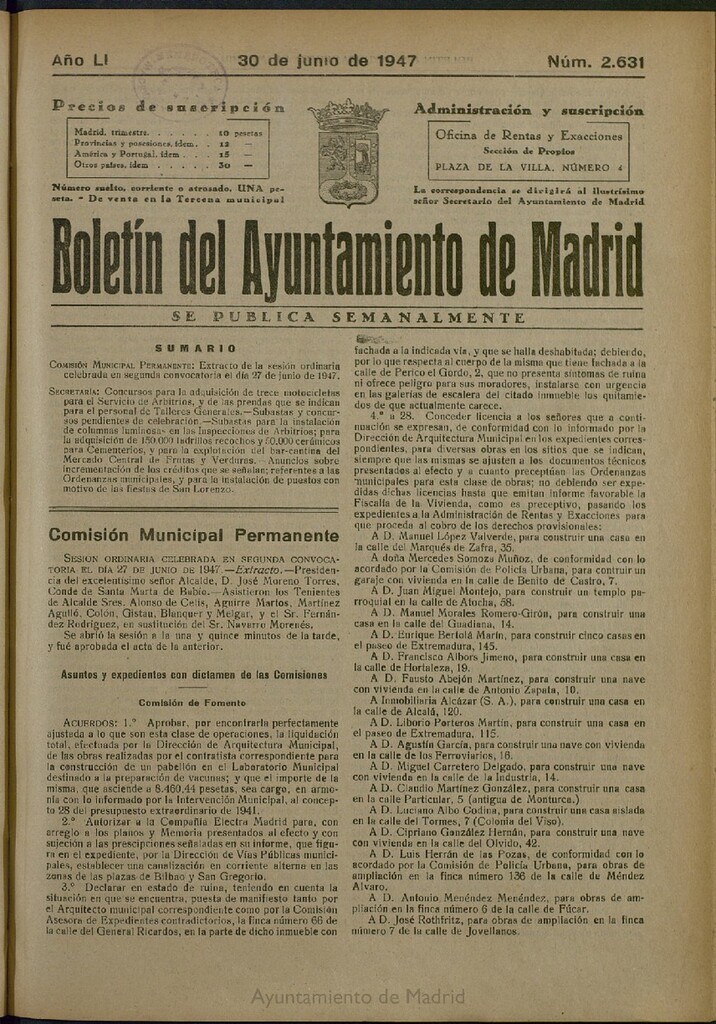 Año LI
30 de junio de 1947
Núm. 2.631
Precios de suscripción
Madrid, trimestre. . . . . . 10 pesetas
Provincias y posesiones, ídem. . 12 —
América y Portugal, ídem . . . 15 —
Otros países, ídem . . . . . 30 —
Número suelto, corriente o atrasado, UNA pe-
seta. - De venta en la Tercena municipal
Administración y suscripción
Oficina de Rentas y Exacciones
Sección de Propios
PLAZA DE LA VILLA, NÚMERO 4
La correspondencia se dirigirá al ilustrísimo
señor Secretario del Ayuntamiento de Madrid
Boletín del Ayuntamiento de Madrid
SE PUBLICA SEMANALMENTE
SUMARIO
COMISIÓN MUNICIPAL PERMANENTE: Extracto de la sesión ordinaria
celebrada en segunda convocatoria el día 27 de junio de 1947.
SECRETARÍA: Concursos para la adquisición de trece motocicletas
para el Servicio de Arbitrios, y de las prendas que se indican
para el personal de Talleres Generales.—Subastas y concur-
sos pendientes de celebración.—Subastas para la instalación
de columnas luminosas en las Inspecciones de Arbitrios; para
la adquisición de 150.000 ladrillos recochos y 50.000 cerámicos
para Cementerios, y para la explotación del bar-cantina del
Mercado Central de Frutas y Verduras.—Anuncios sobre
incrementación de los créditos que se señalan; referentes a las
Ordenanzas municipales, y para la instalación de puestos con
motivo de las fiestas de San Lorenzo.
Comisión Municipal Permanente
SESIÓN ORDINARIA CELEBRADA EN SEGUNDA CONVOCA-
TORIA EL DÍA 27 DE JUNIO DE 1947.—Extracto.—Presiden-
cia del excelentísimo señor Alcalde, D. José Moreno Torres,
Conde de Santa Marta de Babío.—Asistieron los Tenientes
de Alcalde Sres. Alonso de Celis, Aguirre Martos, Martínez
Agulló, Colón, Gistau, Blanquer y Melgar, y el Sr. Fernán-
dez Rodríguez, en sustitución del Sr. Navarro Morenés.
Se abrió la sesión a la una y quince minutos de la tarde,
y fué aprobada el acta de la anterior.
Asuntos y expedientes con dictamen de las Comisiones
Comisión de Fomento
ACUERDOS: 1.º Aprobar, por encontrarla perfectamente
ajustada a lo que son esta clase de operaciones, la liquidación
total, efectuada por la Dirección de Arquitectura Municipal,
de las obras realizadas por el contratista correspondiente para
la construcción de un pabellón en el Laboratorio Municipal
destinado a la preparación de vacunas; y que el importe de la
misma, que asciende a 8.460,44 pesetas, sea cargo, en armo-
nía con lo informado por la Intervención Municipal, al concep-
to 28 del presupuesto extraordinario de 1941.
2.º Autorizar a la Compañía Electra Madrid para, con
arreglo a los planos y Memoria presentados al efecto y con
sujeción a las prescipciones señaladas en su informe, que figu-
ra en el expediente, por la Dirección de Vías Públicas munici-
pales, establecer una canalización en corriente alterna en las
zonas de las plazas de Bilbao y San Gregorio.
3.º Declarar en estado de ruina, teniendo en cuenta la
situación en que se encuentra, puesta de manifiesto tanto por
el Arquitecto municipal correspondiente como por la Comisión
Asesora de Expedientes contradictorios, la finca número 66 de
la calle del General Ricardos, en la parte de dicho inmueble con
fachada a la indicada vía, y que se halla deshabitada; debiendo,
por lo que respecta al cuerpo de la misma que tiene fachada a la
calle de Perico el Gordo, 2, que no presenta síntomas de ruina
ni ofrece peligro para sus moradores, instalarse con urgencia
en las galerías de escalera del citado inmueble los quitamie-
dos de que actualmente carece.
4.º a 28. Conceder licencia a los señores que a conti-
nuación se expresan, de conformidad con lo informado por la
Dirección de Arquitectura Municipal en los expedientes corres-
pondientes, para diversas obras en los sitios que se indican,
siempre que las mismas se ajusten a los documentos técnicos
presentados al efecto y a cuanto preceptúan las Ordenanzas
municipales para esta clase de obras; no debiendo ser expe-
didas dichas licencias hasta que emitan informe favorable la
Fiscalía de la Vivienda, como es preceptivo, pasando los
expedientes a la Administración de Rentas y Exacciones para
que proceda al cobro de los derechos provisionales:
A D. Manuel López Valverde, para construir una casa en
la calle del Marqués de Zafra, 35.
A doña Mercedes Somoza Muñoz, de conformidad con lo
acordado por la Comisión de Policía Urbana, para contruir un
garaje con vivienda en la calle de Benito de Castro, 7.
A D. Juan Miguel Montejo, para construir un templo pa-
rroquial en la calle de Atocha, 58.
A D. Manuel Morales Romero-Girón, para construir una
casa en la calle del Guadiana, 14.
A D. Enrique Bertolá Marín, para construir cinco casas en
el paseo de Extremadura, 145.
A D. Francisco Albors Jimeno, para construir una casa en
la calle de Hortaleza, 19.
A D. Fausto Abejón Martínez, para construir una nave
con vivienda en la calle de Antonio Zapata, 10.
A Inmobiliaria Alcázar (S. A.), para construir una casa en
la calle de Alcalá, 120.
A D. Liborio Porteros Martín, para construir una casa en
el paseo de Extremadura, 115.
A D. Agustín García, para construir una nave con vivienda
en la calle de los Ferroviarios, 16.
A D. Miguel Carretero Delgado, para construir una nave
con vivienda en la calle de la Industria, 14.
A D. Claudio Martínez González, para construir una casa
en la calle Particular, 5 (antigua de Monturca.)
A D. Luciano Albo Godina, para construir una casa aislada
en la calle del Tormes, 7 (Colonia del Viso).
A D. Cipriano González Hernán, para construir una nave
con vivienda en la calle del Olvido, 42.
A D. Luis Herrán de las Pozas, de conformidad con lo
acordado por la Comisión de Policía Urbana, para obras de
ampliación en la finca número 136 de la calle de Méndez
Alvaro.
A D. Antonio Menéndez Menéndez, para obras de am-
pilación en la finca número 6 de la calle de Fúcar.
A D. José Rothfritz, para obras de ampliación en la finca
número 7 de la calle de Jovellanos.
Ayuntamiento de Madrid